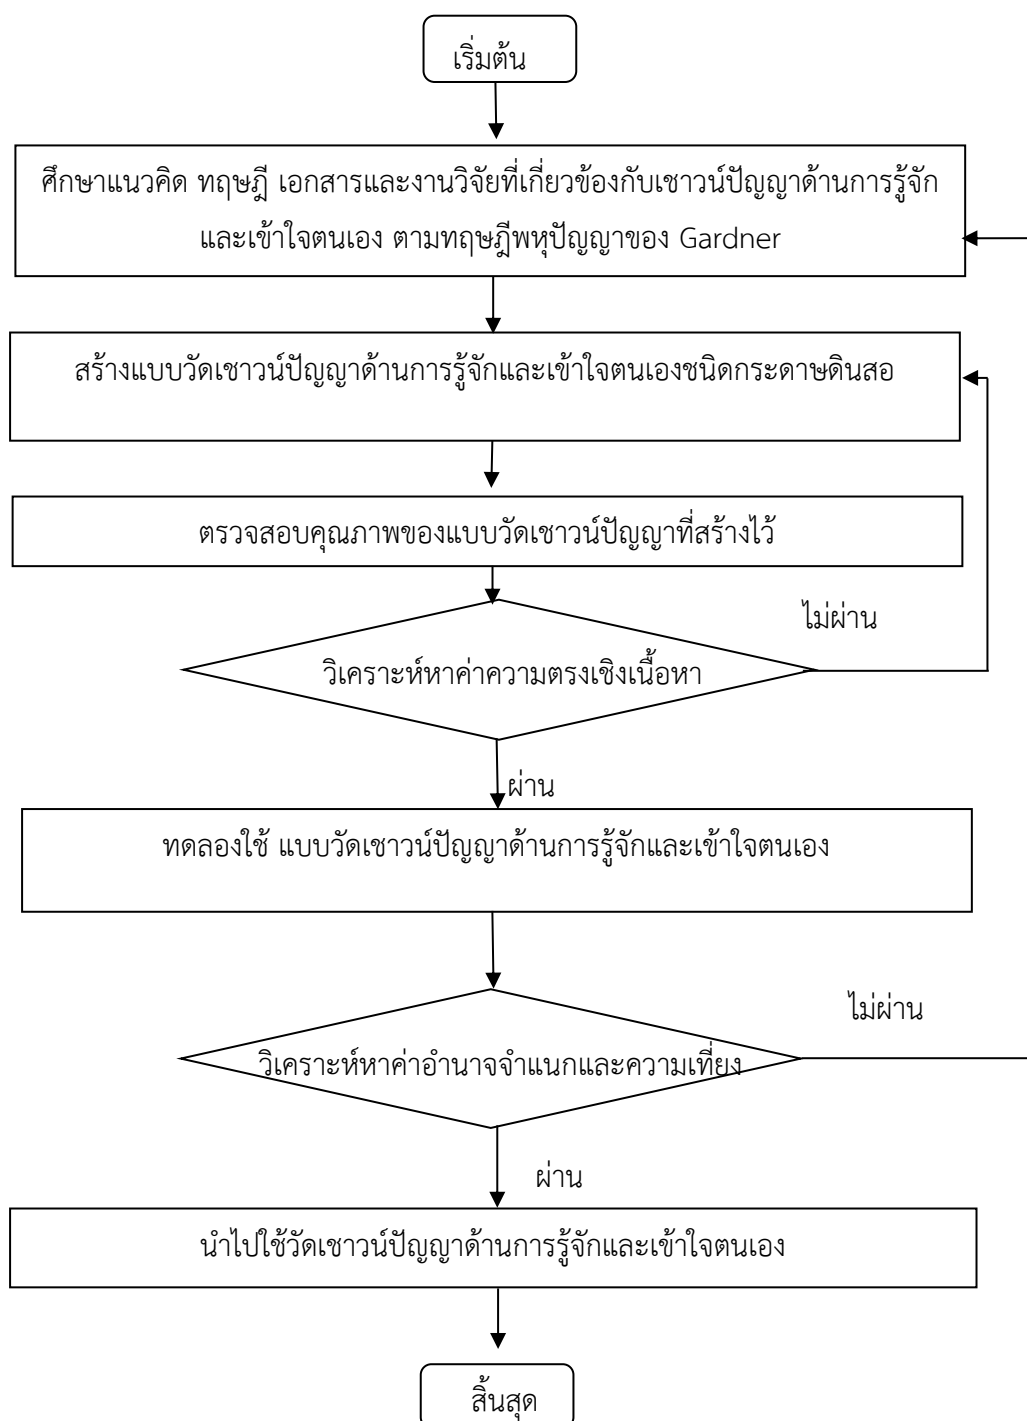 เริ่มต้น
ศึกษาแนวคิด ทฤษฎี เอกสารและงานวิจัยที่เกี่ยวข้องกับเชาวน์ปัญญาด้านการรู้จัก
และเข้าใจตนเอง ตามทฤษฎีพหุปัญญาของ Gardner
สร้างแบบวัดเชาวน์ปัญญาด้านการรู้จักและเข้าใจตนเองชนิดกระดาษดินสอ
ตรวจสอบคุณภาพของแบบวัดเชาวน์ปัญญาที่สร้างไว้
ไม่ผ่าน
วิเคราะห์หาค่าความตรงเชิงเนื้อหา
ผ่าน
ทดลองใช้ แบบวัดเชาวน์ปัญญาด้านการรู้จักและเข้าใจตนเอง
ไม่ผ่าน
วิเคราะห์หาค่าอำนาจจำแนกและความเที่ยง
ผ่าน
นำไปใช้วัดเชาวน์ปัญญาด้านการรู้จักและเข้าใจตนเอง
สิ้นสุด